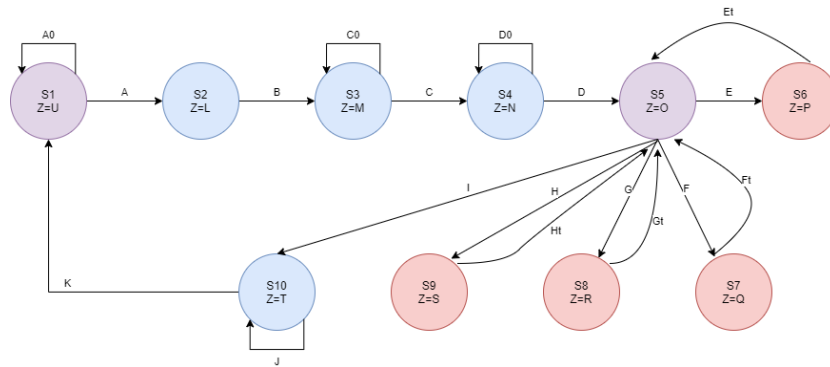 A0
C0
D0
Et
S1
Z=U
A
S2
Z=L
B
S3
Z=M
C
S4
Z=N
D
S5
Z=O
E
S6
Z=P
I
H
G
F
Ft
Gt
Ht
K
S10
Z=T
S9
Z=S
S8
Z=R
S7
Z=Q
J